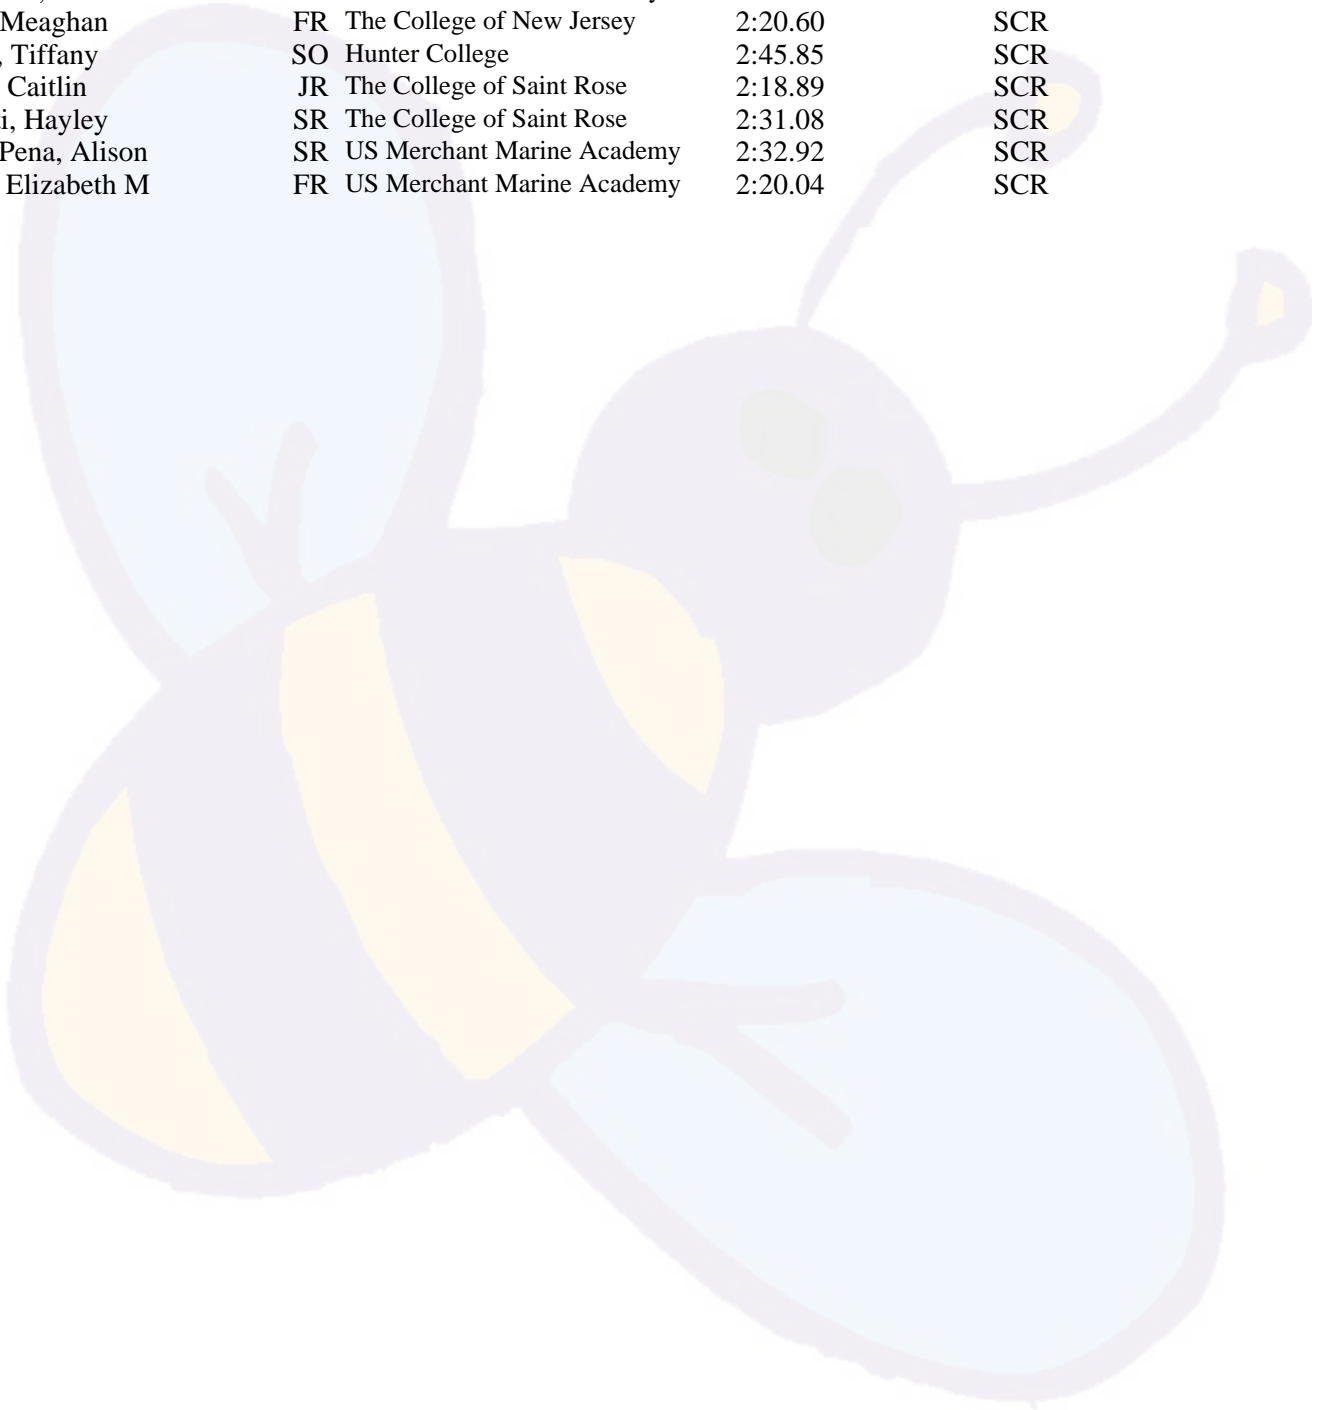 Meaghan FR The College of New Jersey 2:20.60 SCR
, Tiffany SO Hunter College 2:45.85 SCR
Caitlin JR The College of Saint Rose 2:18.89 SCR
i, Hayley SR The College of Saint Rose 2:31.08 SCR
Pena, Alison SR US Merchant Marine Academy 2:32.92 SCR
Elizabeth M FR US Merchant Marine Academy 2:20.04 SCR